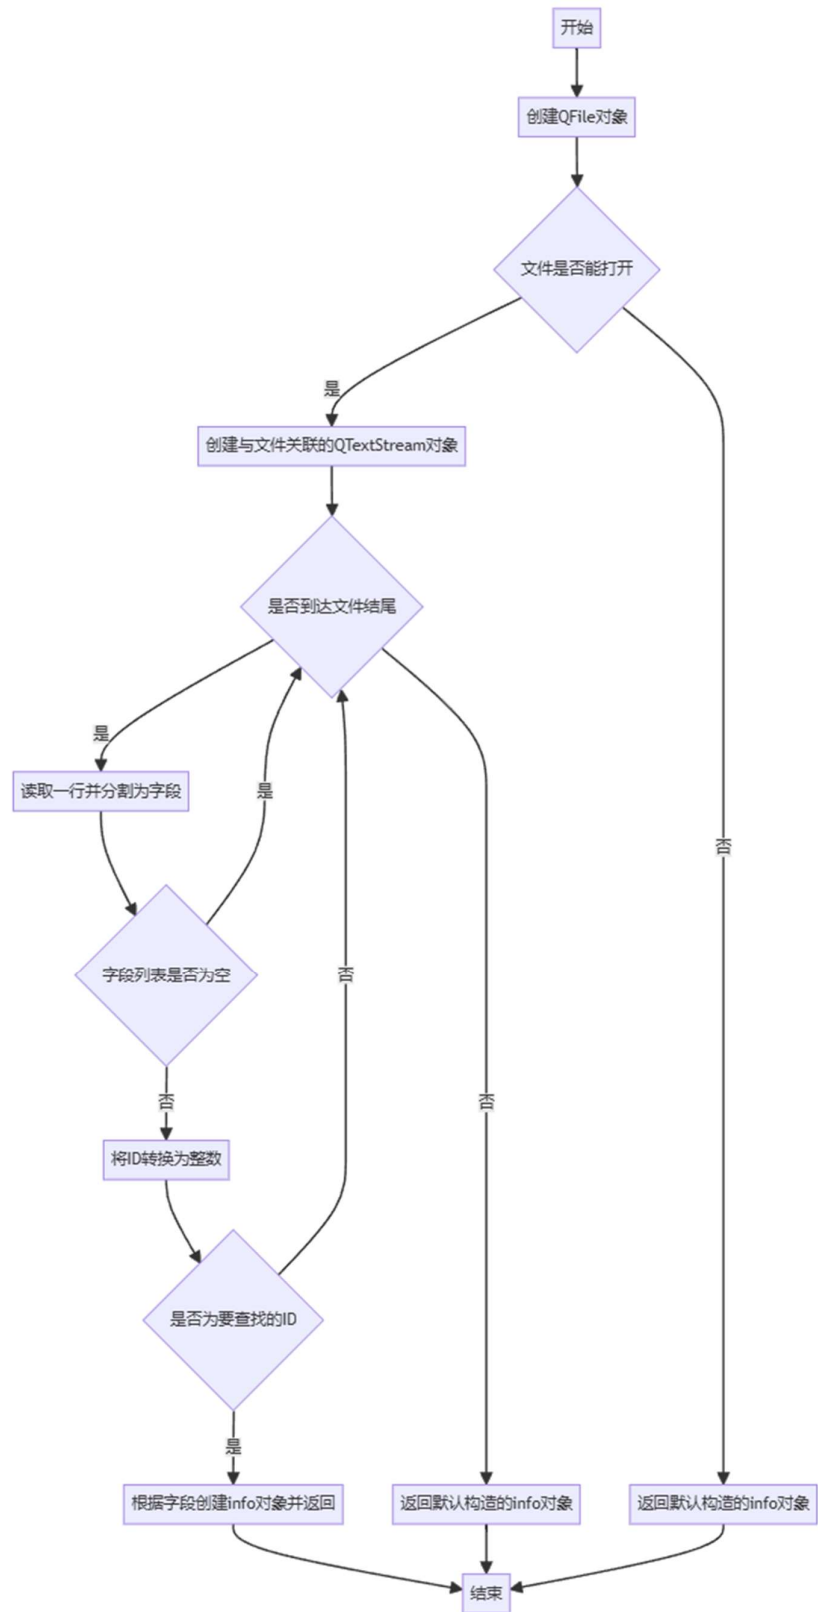 开始
创建QFile对象
文件是否能打开
是
创建与文件关联的QTextStream对象
是否到达文件结尾
是
读取一行并分割为字段
是
否
字段列表是否为空
否
否
否
将ID转换为整数
是否为要查找的ID
是
根据字段创建info对象并返回
返回默认构造的info对象
返回默认构造的info对象
结束